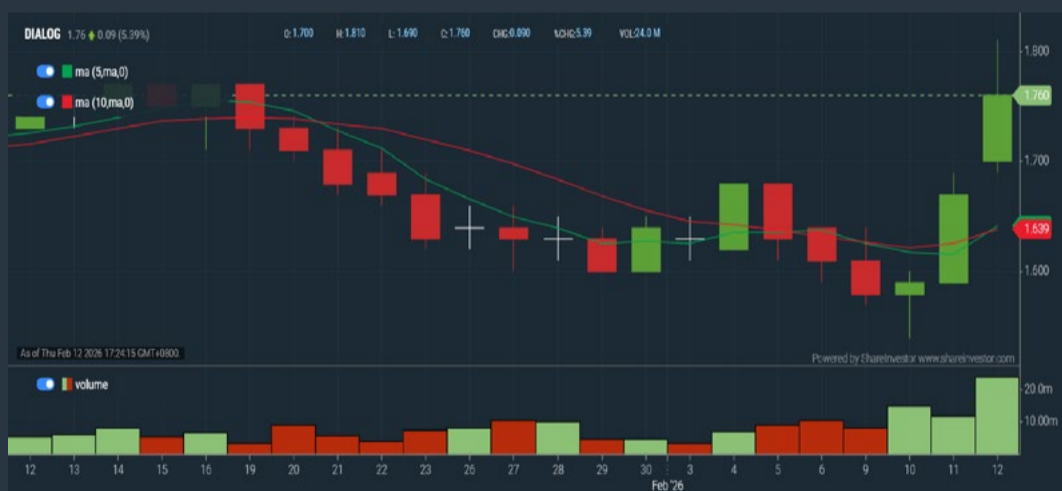 DIALOG 1.76 0.09 (5.39%) O: 1.700 H: 1.810 L: 1.690 C: 1.760 CHG:0.090 %CHG:5.39 VOL:24.0 M
ma (5,ma,0)
ma (10,ma,0)
1.800
1.760
1.700
1.639
1.600
As of Thu Feb 12 2026 17:24:15 GMT+0800.
Powered by ShareInvestor www.shareinvestor.com
volume
20.0m
10.00m
12 13 14 15 16 19 20 21 22 23 26 27 28 29 30 3 4 5 6 9 10 11 12
Feb '26